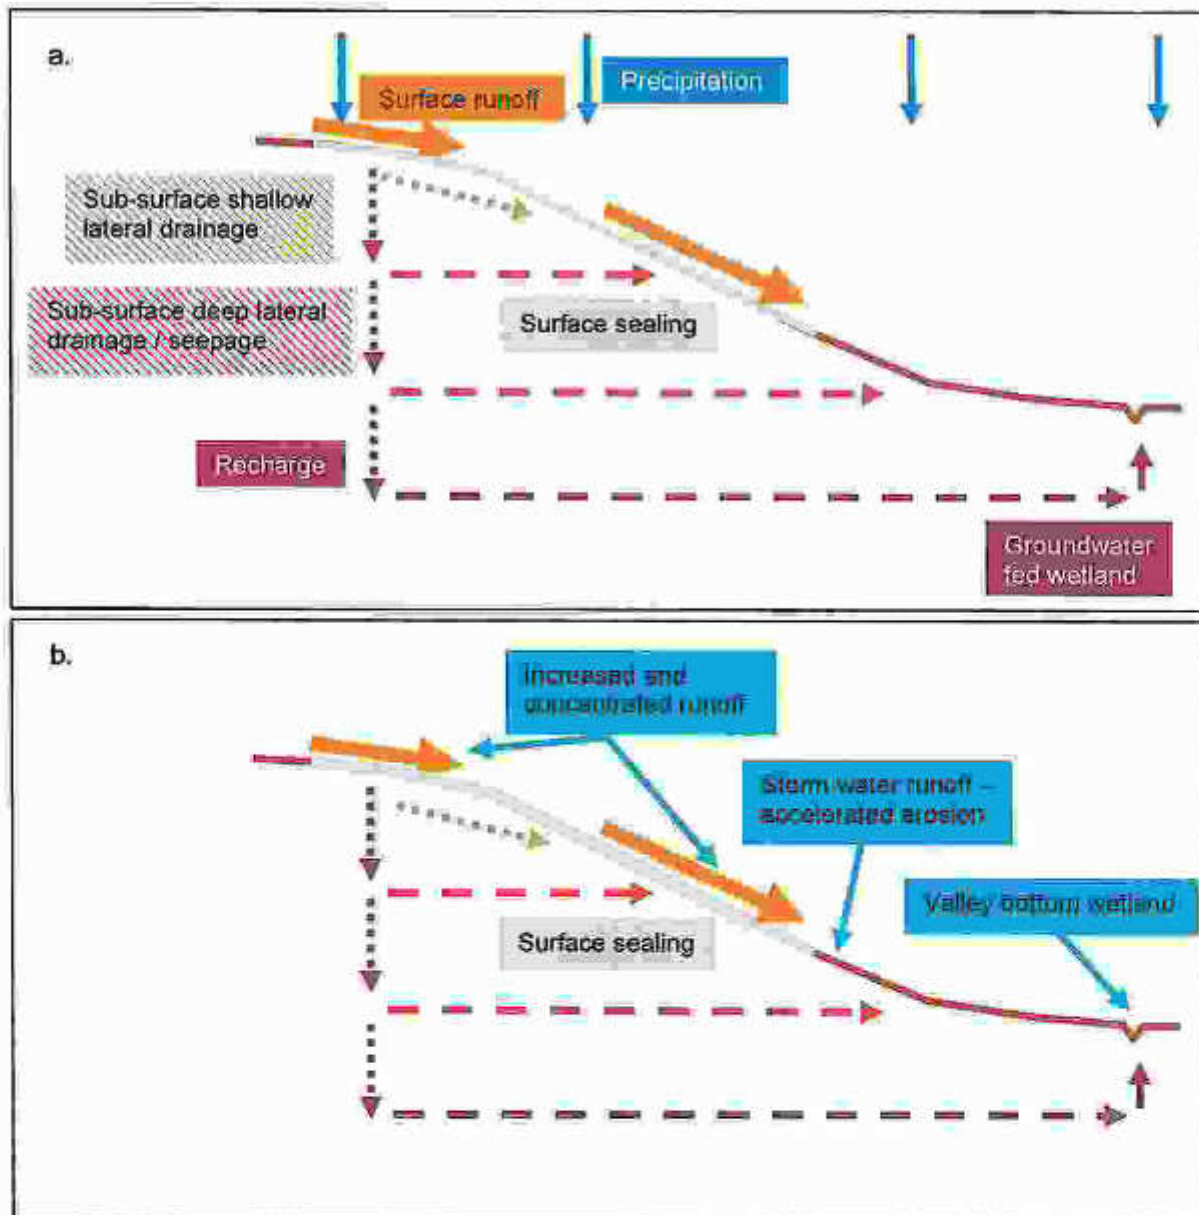 a.
Surface runoff
Precipitation
Sub-surface shallow
lateral drainage
Sub-surface deep lateral
drainage / seepage
Surface sealing
Recharge
Groundwater
fed wetland
b.
Increased and
concentrated runoff
Storm water runoff –
accelerated erosion
Valley bottom wetland
Surface sealing